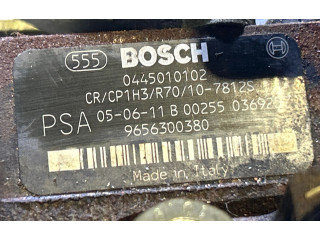 555 BOSCH
0445010102
CR/CP1H3/R70/10-7812S
PSA 05-06-11 B 00255 03692
9656300380
Made in Italy